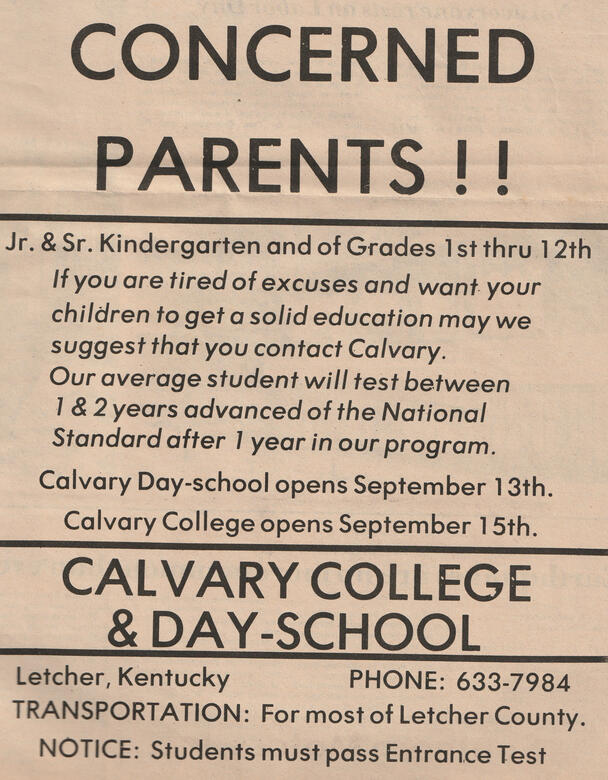 CONCERNED
PARENTS ! !
Jr. & Sr. Kindergarten and of Grades 1st thru 12th
If you are tired of excuses and want your
children to get a solid education may we
suggest that you contact Calvary.
Our average student will test between
1 & 2 years advanced of the National
Standard after 1 year in our program.
Calvary Day-school opens September 13th.
Calvary College opens September 15th.
CALVARY COLLEGE
& DAY-SCHOOL
Letcher, Kentucky PHONE: 633-7984
TRANSPORTATION: For most of Letcher County.
NOTICE: Students must pass Entrance Test